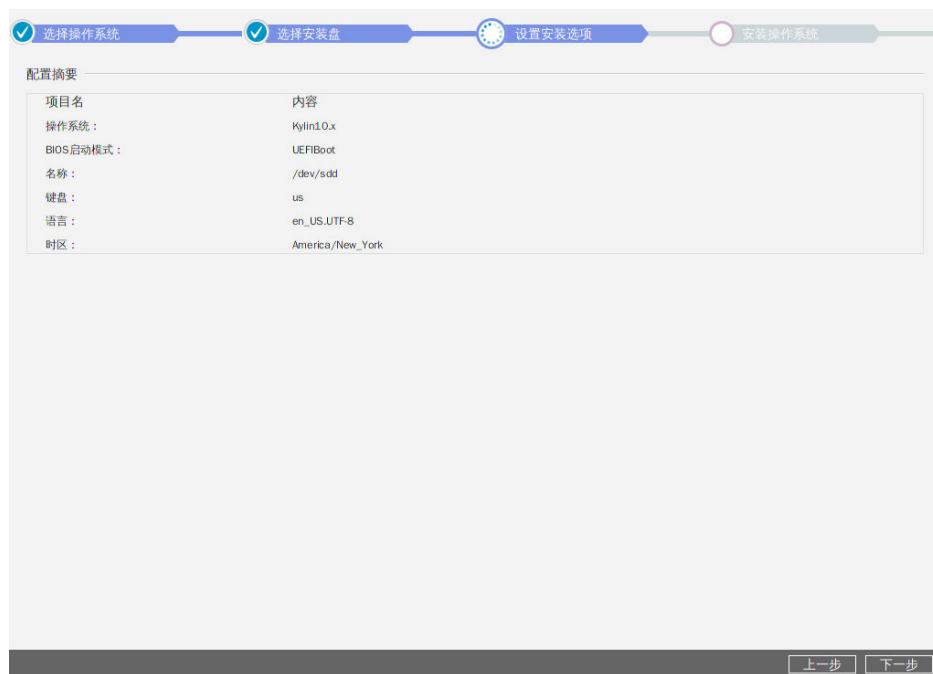 选择操作系统 选择安装盘 设置安装选项 安装操作系统
配置摘要
项目名 内容
操作系统： Kylin10.x
BIOS启动模式： UEFIBoot
名称： /dev/sdd
键盘： us
语言： en_US.UTF-8
时区： America/New_York
上一步 下一步